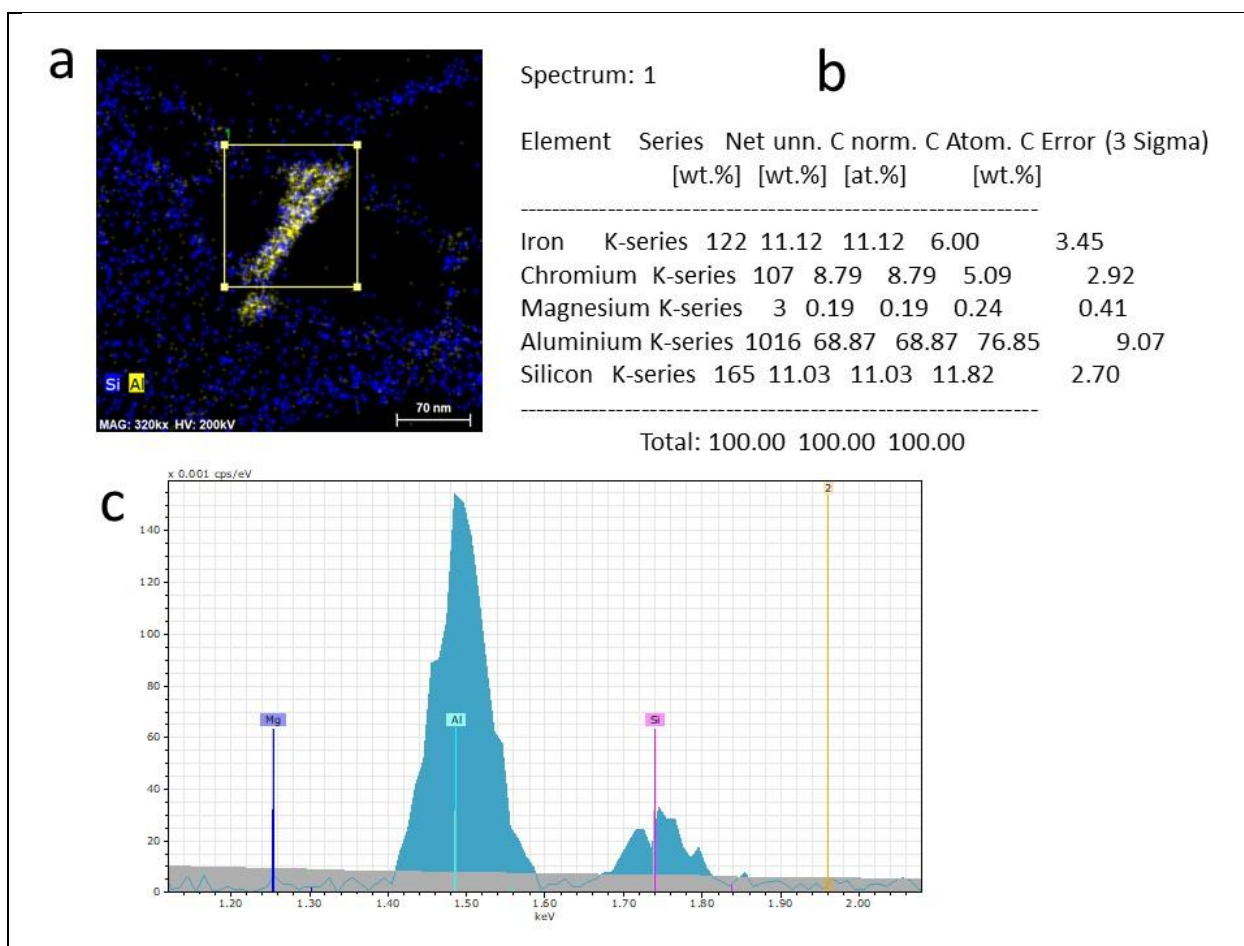 a
1
Si Al
70 nm
MAG: 320kx HV: 200kV
b
Spectrum: 1
Element Series Net unn. C norm. C Atom. C Error (3 Sigma)
[wt.%] [wt.%] [at.%] [wt.%]
------------------------------------------------------------
Iron K-series 122 11.12 11.12 6.00 3.45
Chromium K-series 107 8.79 8.79 5.09 2.92
Magnesium K-series 3 0.19 0.19 0.24 0.41
Aluminium K-series 1016 68.87 68.87 76.85 9.07
Silicon K-series 165 11.03 11.03 11.82 2.70
------------------------------------------------------------
Total: 100.00 100.00 100.00
c
x 0.001 cps/eV
2
140
120
100
80
60
40
20
0
Mg Al Si
1.20 1.30 1.40 1.50 1.60 1.70 1.80 1.90 2.00
keV